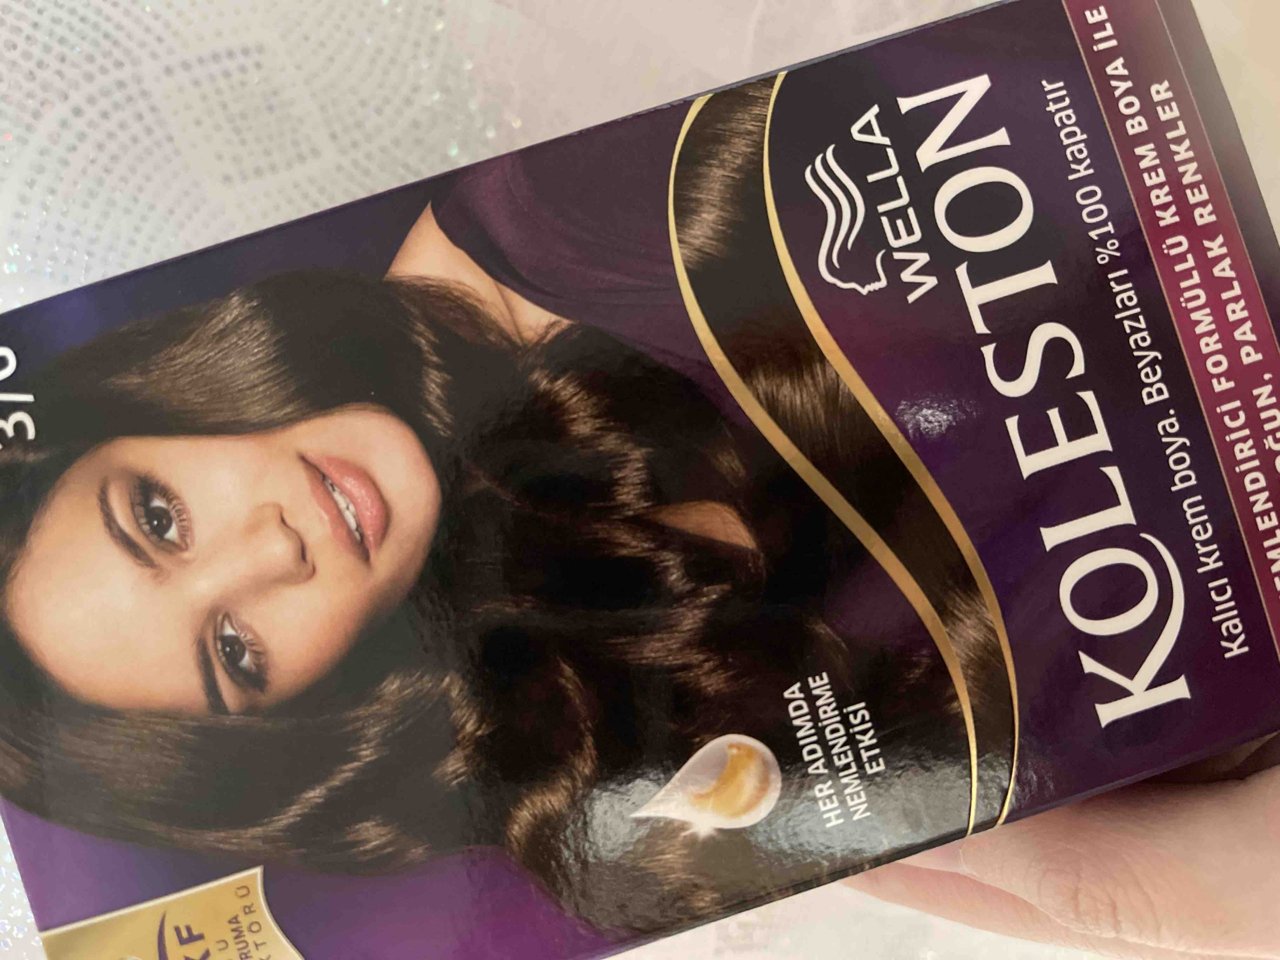 WELLA
KOLESTON
Kalıcı krem boya. Beyazları %100 kapatır
FORMÜLLÜ KREM BOYA İLE
PARLAK RENKLER
HER ADIMDA
NEMLENDİRME
ETKİSİ